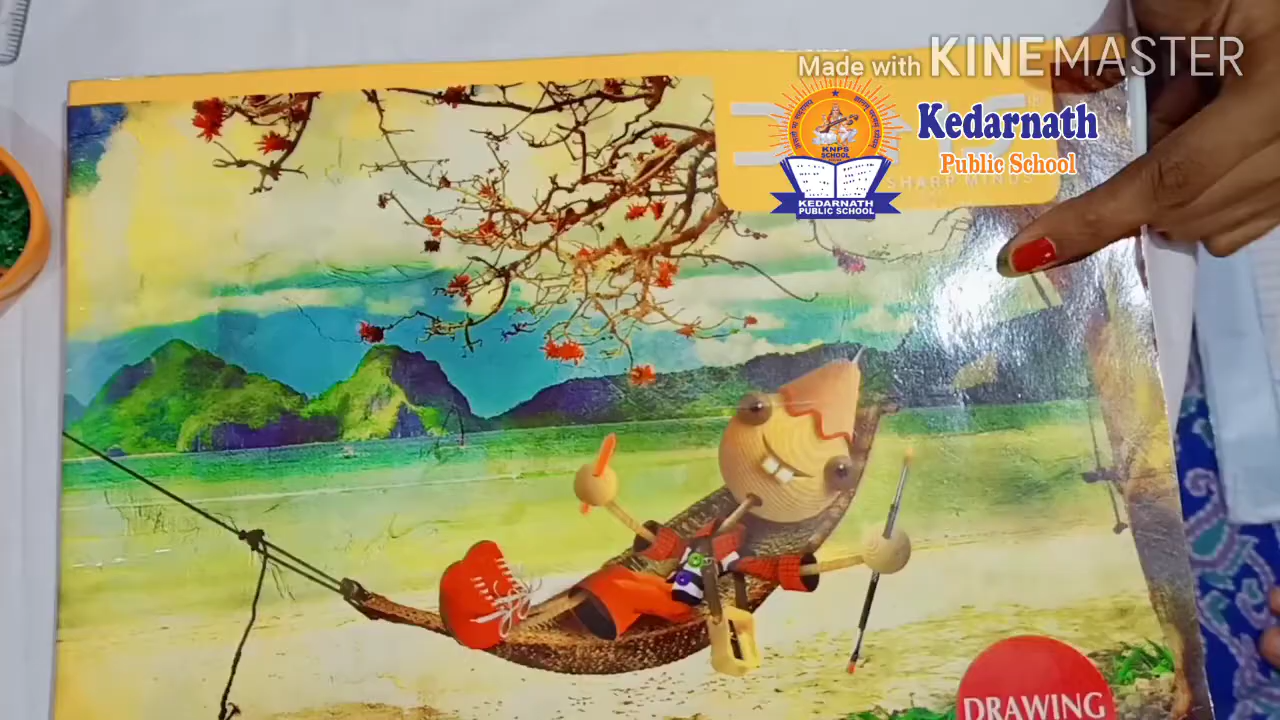 Made with KINEMASTER
Kedarnath
Public School
KNPS
SCHOOL
SHARP MINDS
KEDARNATH
PUBLIC SCHOOL
DRAWING